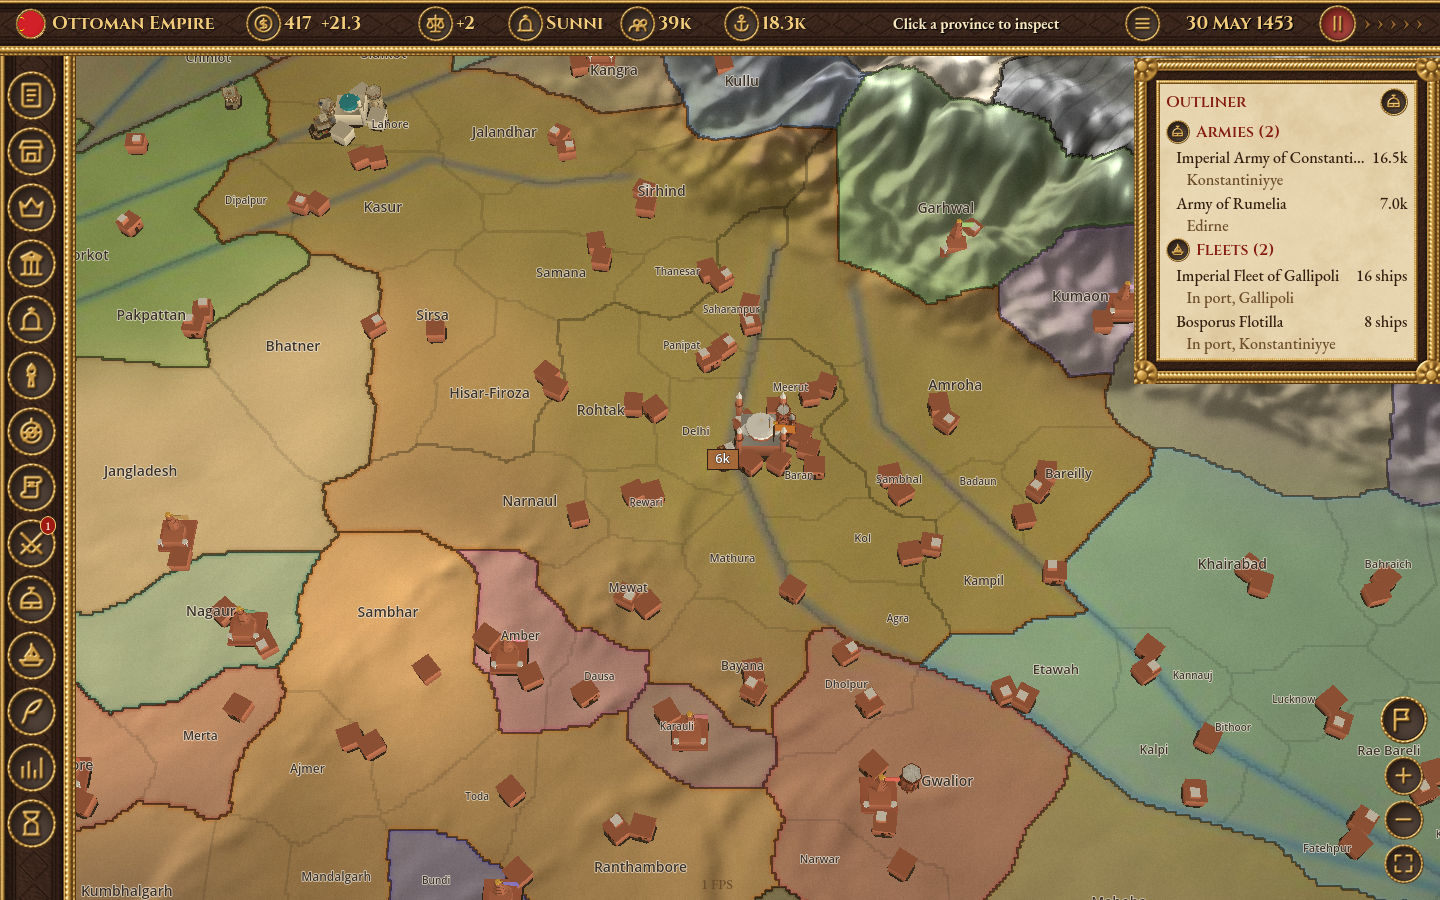 OTTOMAN EMPIRE
417 +21.3
+2
SUNNI
39K
18.3K
Click a province to inspect
30 MAY 1453
OUTLINER
ARMIES (2)
Imperial Army of Constanti... 16.5k
Konstantiniyye
Army of Rumelia 7.0k
Edirne
FLEETS (2)
Imperial Fleet of Gallipoli 16 ships
In port, Gallipoli
Bosporus Flotilla 8 ships
In port, Konstantiniyye
1
Kangra
Kullu
Lahore
Jalandhar
Dipalpur
Kasur
Sirhind
Garhwal
orkot
Samana
Thanesar
Kumaon
Pakpattan
Sirsa
Saharanpur
Bhatner
Panipat
Hisar-Firoza
Rohtak
Meerut
Amroha
Delhi
6k
Jangladesh
Baran
Sambhal
Badaun
Bareilly
Narnaul
Rewari
Mathura
Kol
Khairabad
Bahraich
Kampil
Nagaur
Sambhar
Mewat
Agra
Amber
Bayana
Dausa
Dholpur
Etawah
Kannauj
Karauli
Lucknow
Merta
Bithoor
Kalpi
Rae Bareli
ore
Ajmer
Toda
Gwalior
Ranthambore
Narwar
Fatehpur
Mandalgarh
Bundi
Kumbhalgarh
1 FPS